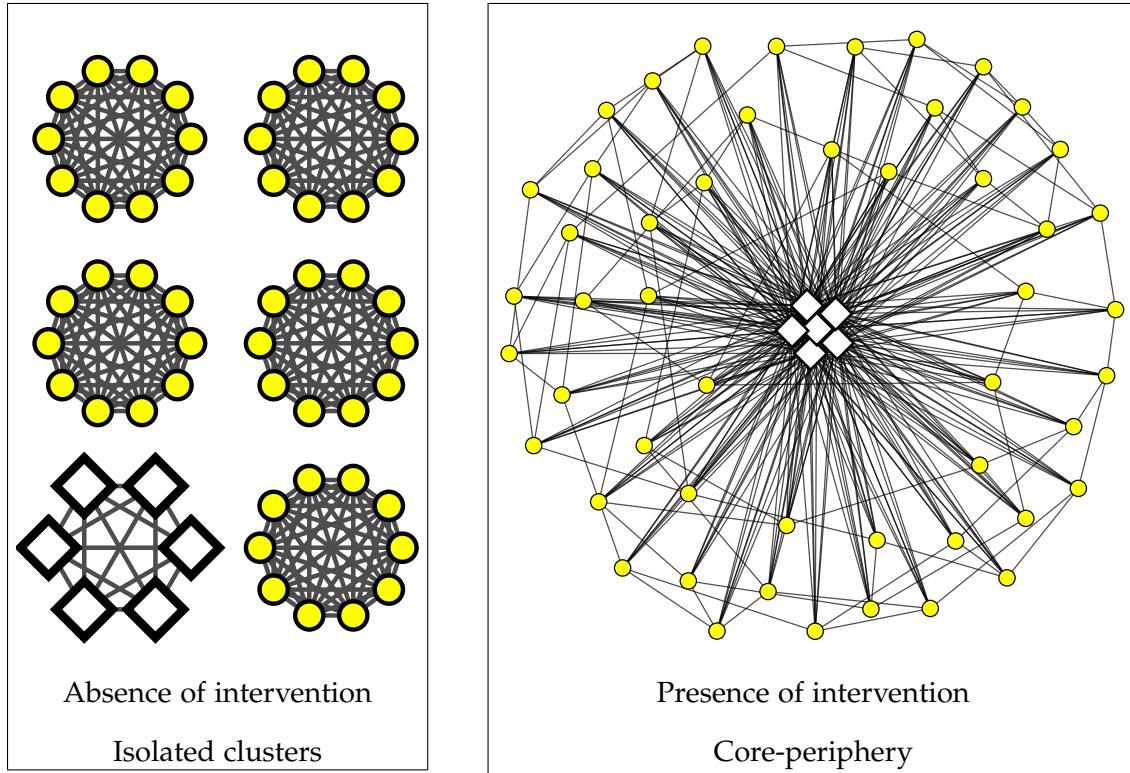 Absence of intervention
Isolated clusters
Presence of intervention
Core-periphery